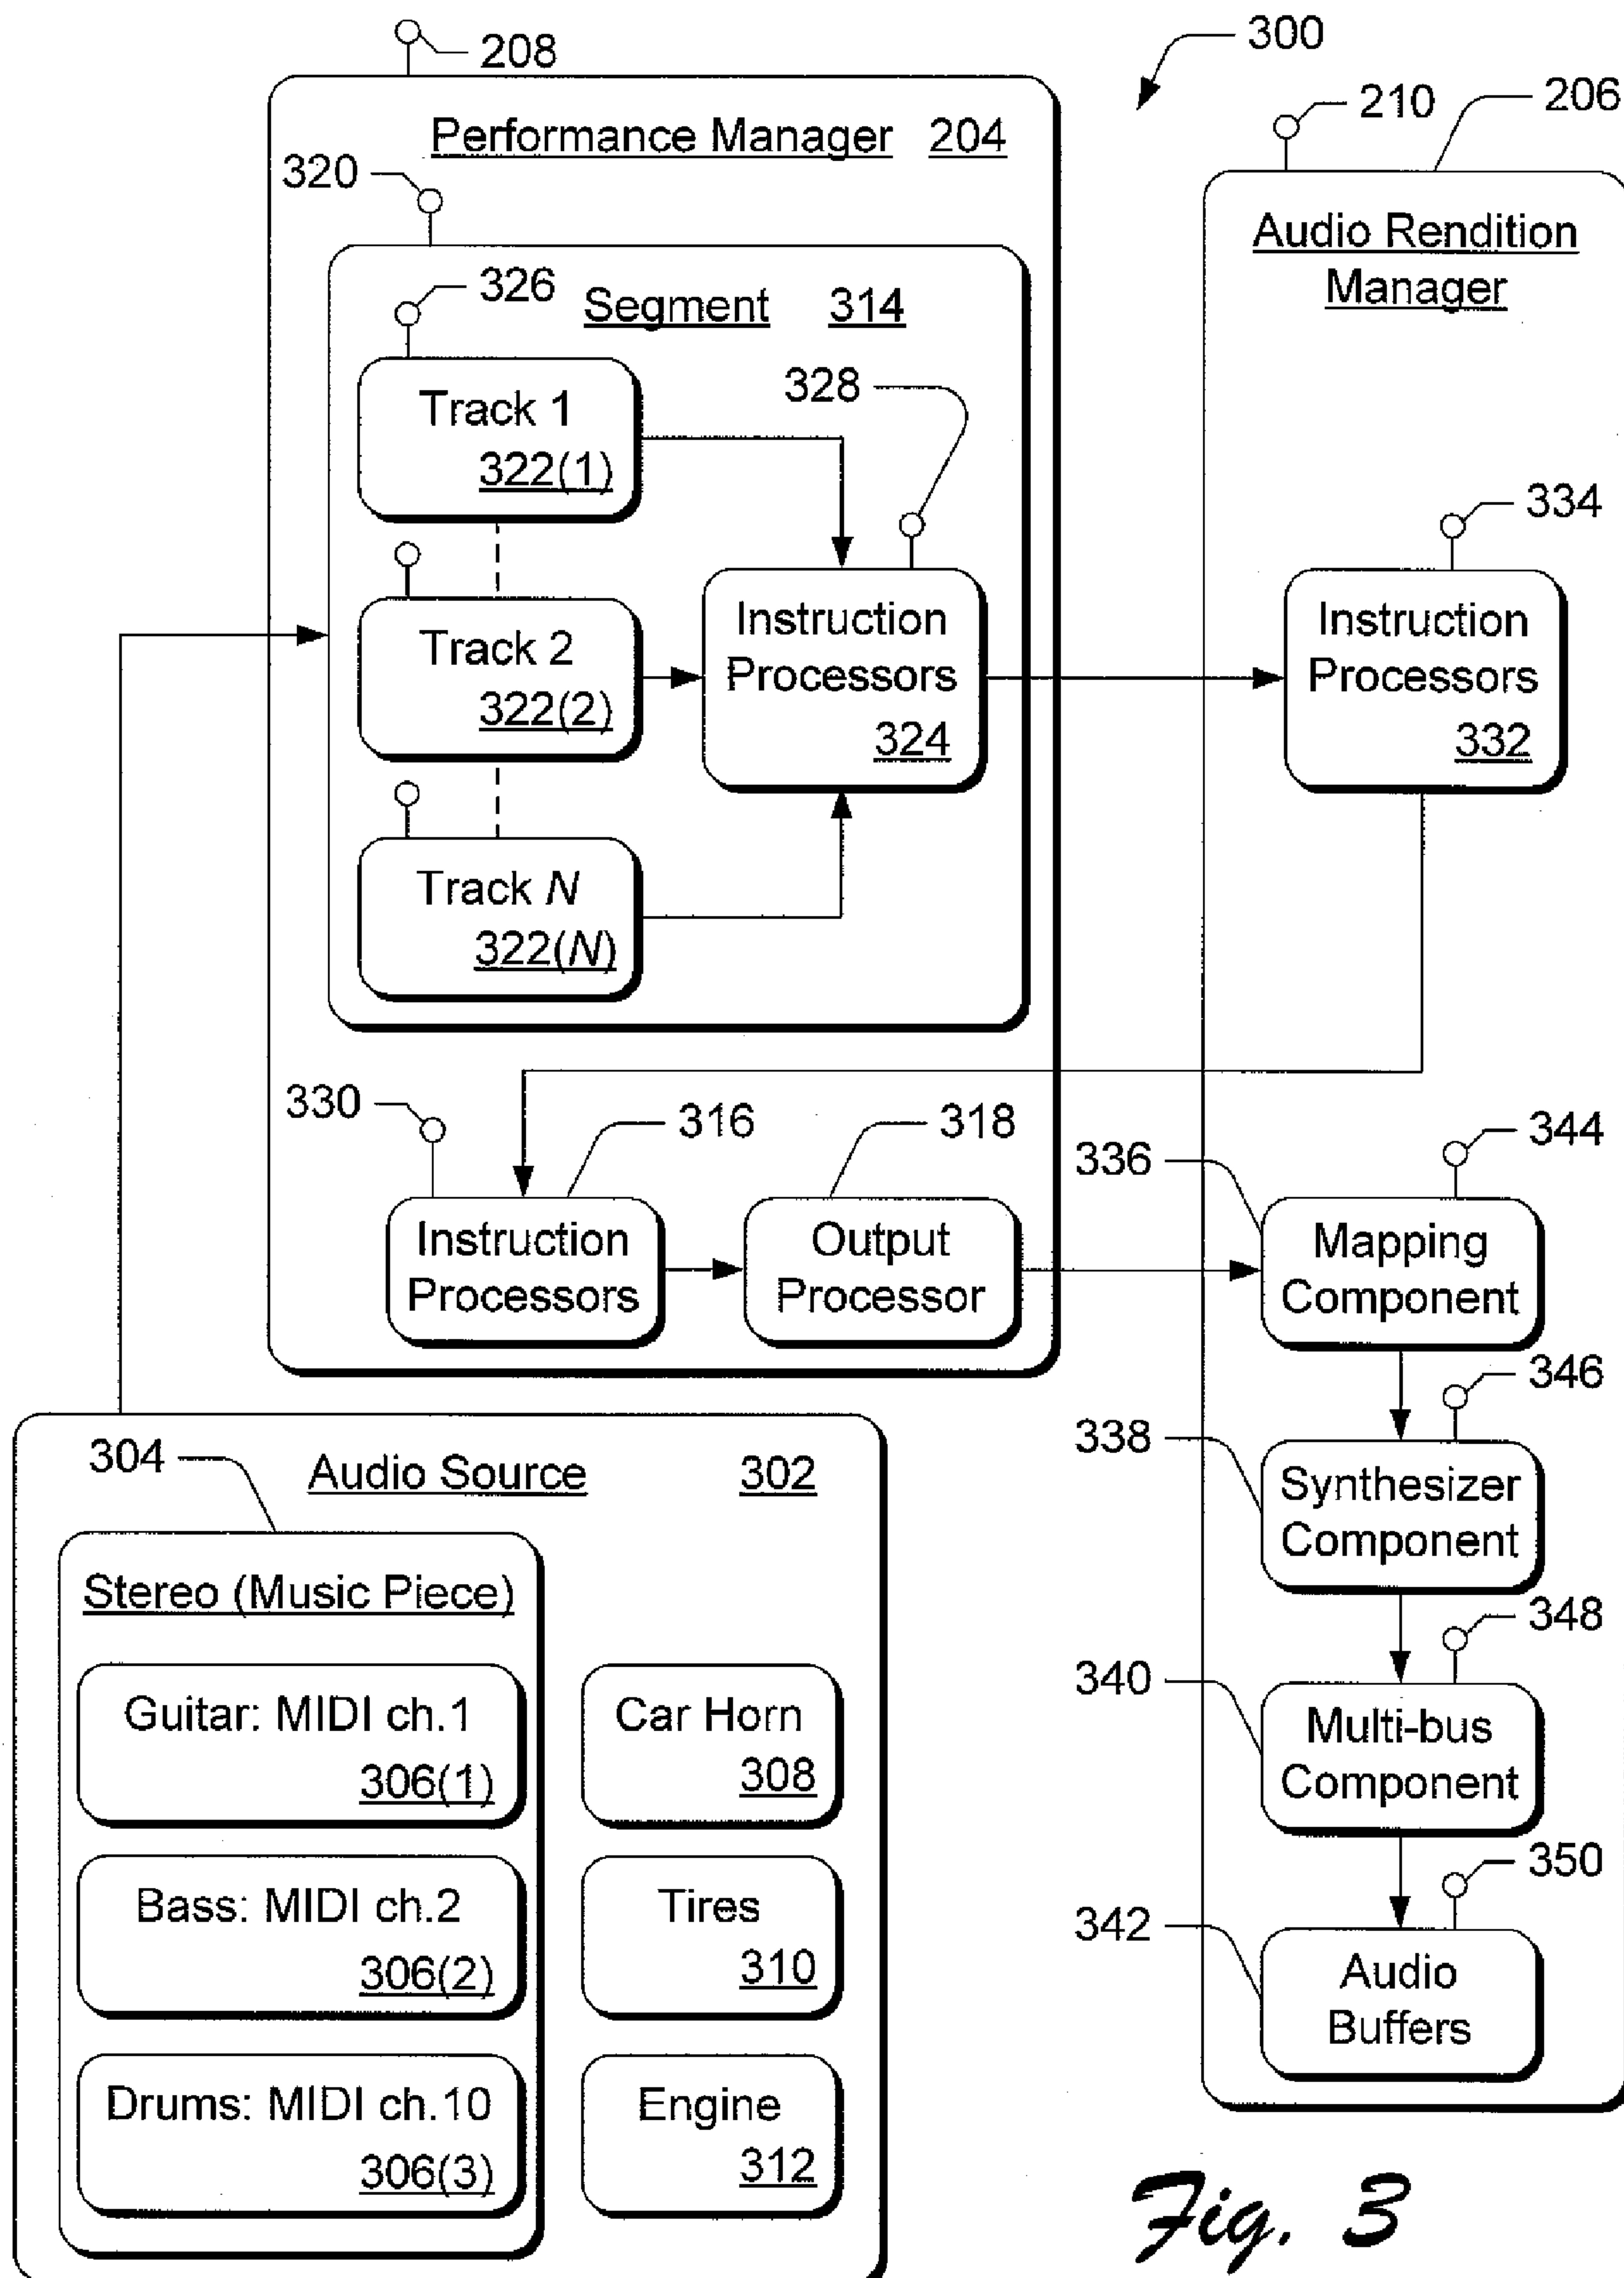 208
300
210
206
Performance Manager 204
320
Audio Rendition
Manager
326
Segment 314
328
Track 1
322(1)
334
Track 2
322(2)
Instruction
Processors
324
Instruction
Processors
332
Track N
322(N)
330
316
318
344
336
Instruction
Processors
Output
Processor
Mapping
Component
346
338
Synthesizer
Component
348
340
Multi-bus
Component
350
342
Audio
Buffers
304
Audio Source 302
Stereo (Music Piece)
Guitar: MIDI ch.1
306(1)
Car Horn
308
Bass: MIDI ch.2
306(2)
Tires
310
Drums: MIDI ch.10
306(3)
Engine
312
Fig. 3